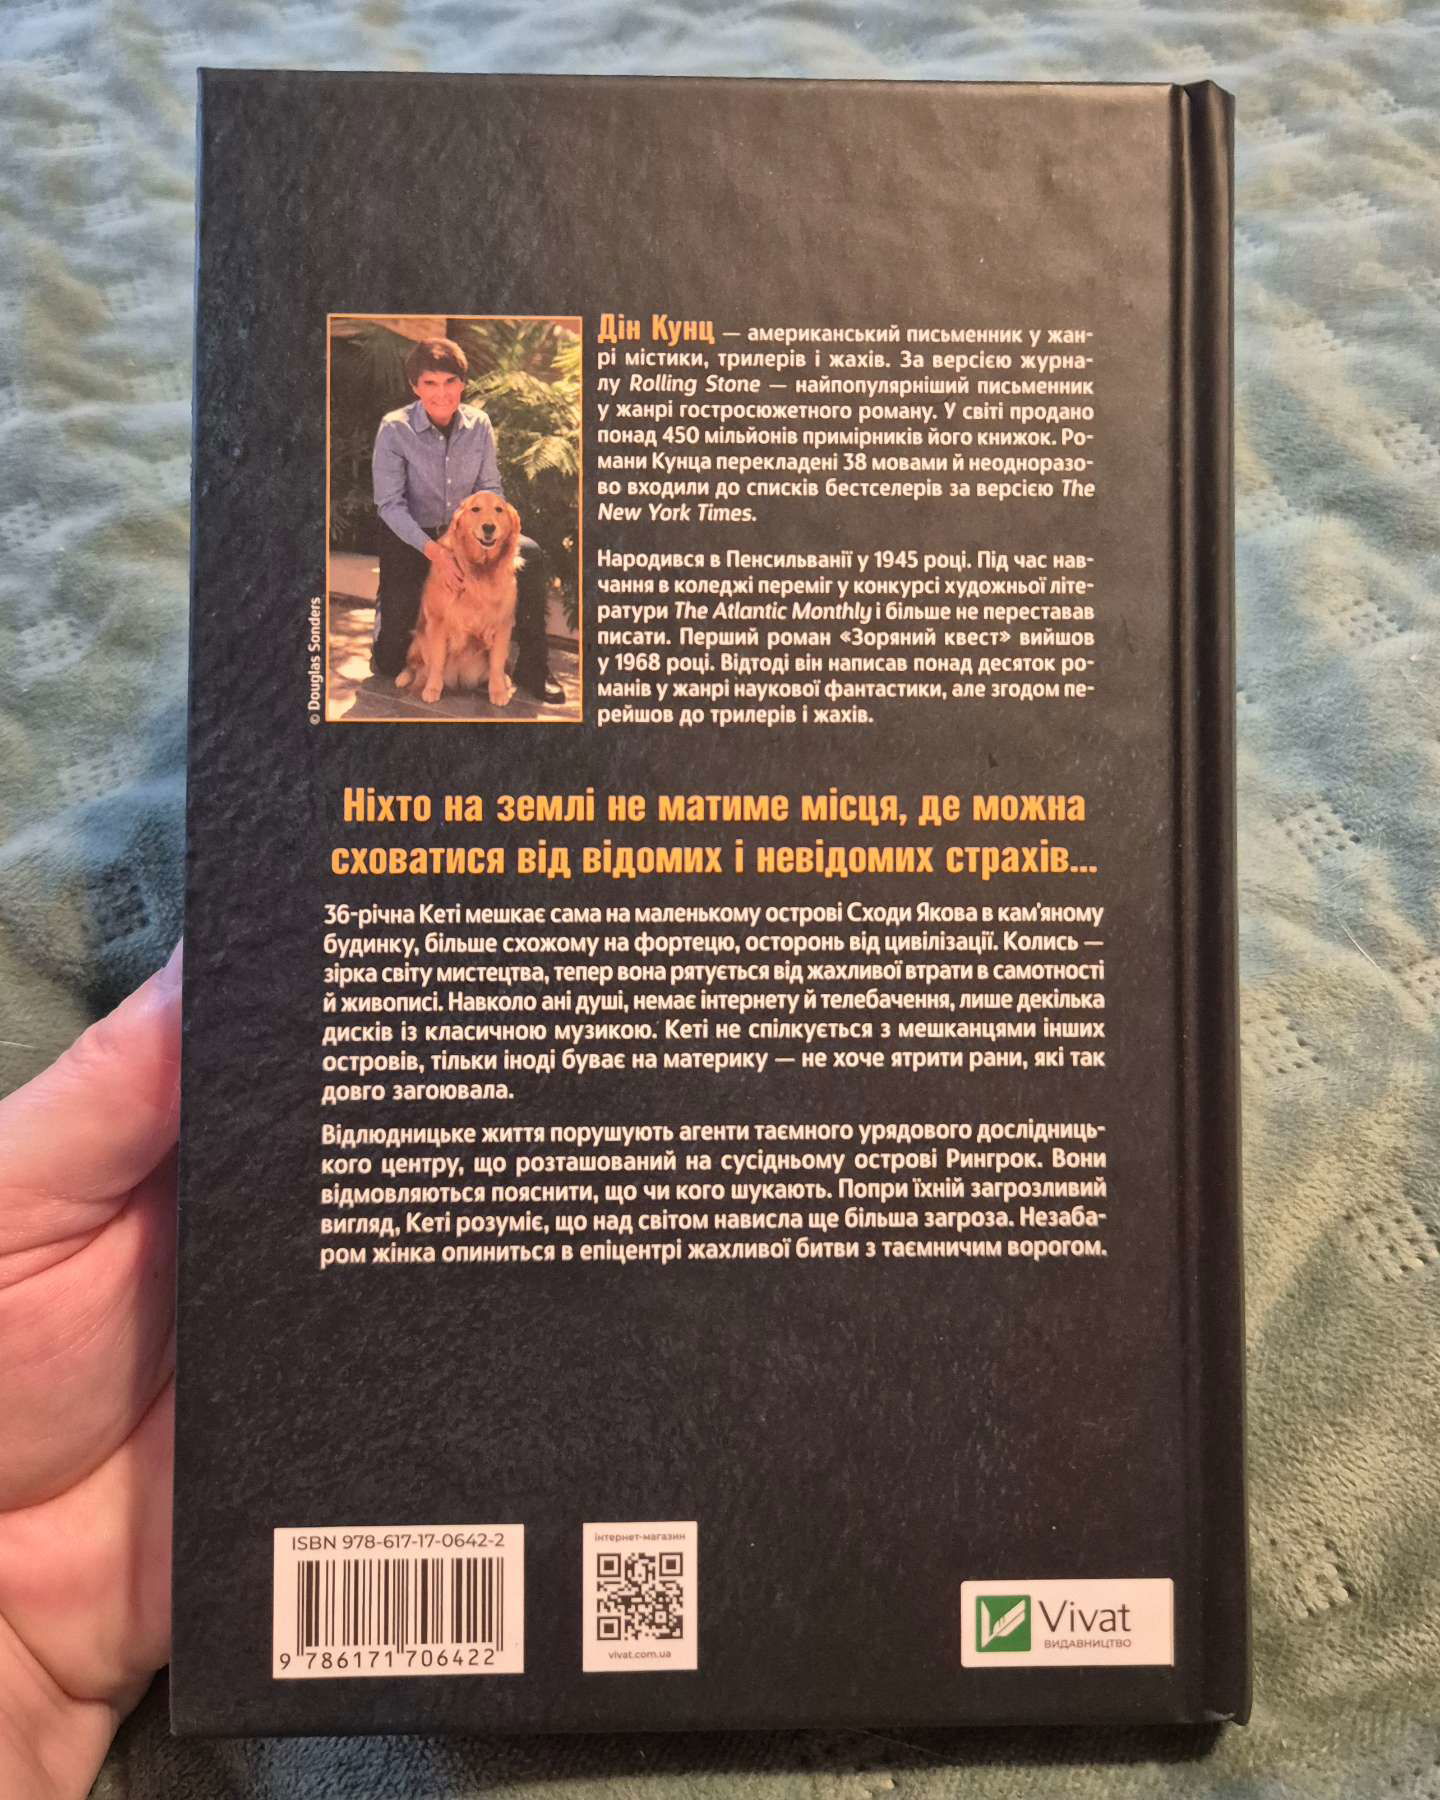 Дін Кунц — американський письменник у жан-
рі містики, трилерів і жахів. За версією журна-
лу Rolling Stone — найпопулярніший письменник
у жанрі гостросюжетного роману. У світі продано
понад 450 мільйонів примірників його книжок. Ро-
мани Кунца перекладені 38 мовами й неодноразо-
во входили до списків бестселерів за версією The
New York Times.
Народився в Пенсильванії у 1945 році. Під час нав-
чання в коледжі переміг у конкурсі художньої літе-
ратури The Atlantic Monthly і більше не переставав
писати. Перший роман «Зоряний квест» вийшов
у 1968 році. Відтоді він написав понад десяток ро-
манів у жанрі наукової фантастики, але згодом пе-
рейшов до трилерів і жахів.
© Douglas Sonders
Ніхто на землі не матиме місця, де можна
сховатися від відомих і невідомих страхів...
36-річна Кеті мешкає сама на маленькому острові Сходи Якова в кам'яному
будинку, більше схожому на фортецю, осторонь від цивілізації. Колись —
зірка світу мистецтва, тепер вона рятується від жахливої втрати в самотності
й живописі. Навколо ані душі, немає інтернету й телебачення, лише декілька
дисків із класичною музикою. Кеті не спілкується з мешканцями інших
островів, тільки іноді буває на материку — не хоче ятрити рани, які так
довго загоювала.
Відлюдницьке життя порушують агенти таємного урядового дослідниць-
кого центру, що розташований на сусідньому острові Рингрок. Вони
відмовляються пояснити, що чи кого шукають. Попри їхній загрозливий
вигляд, Кеті розуміє, що над світом нависла ще більша загроза. Незаба-
ром жінка опиниться в епіцентрі жахливої битви з таємничим ворогом.
ISBN 978-617-17-0642-2
9 786171 706422
інтернет-магазин
vivat.com.ua
Vivat
ВИДАВНИЦТВО